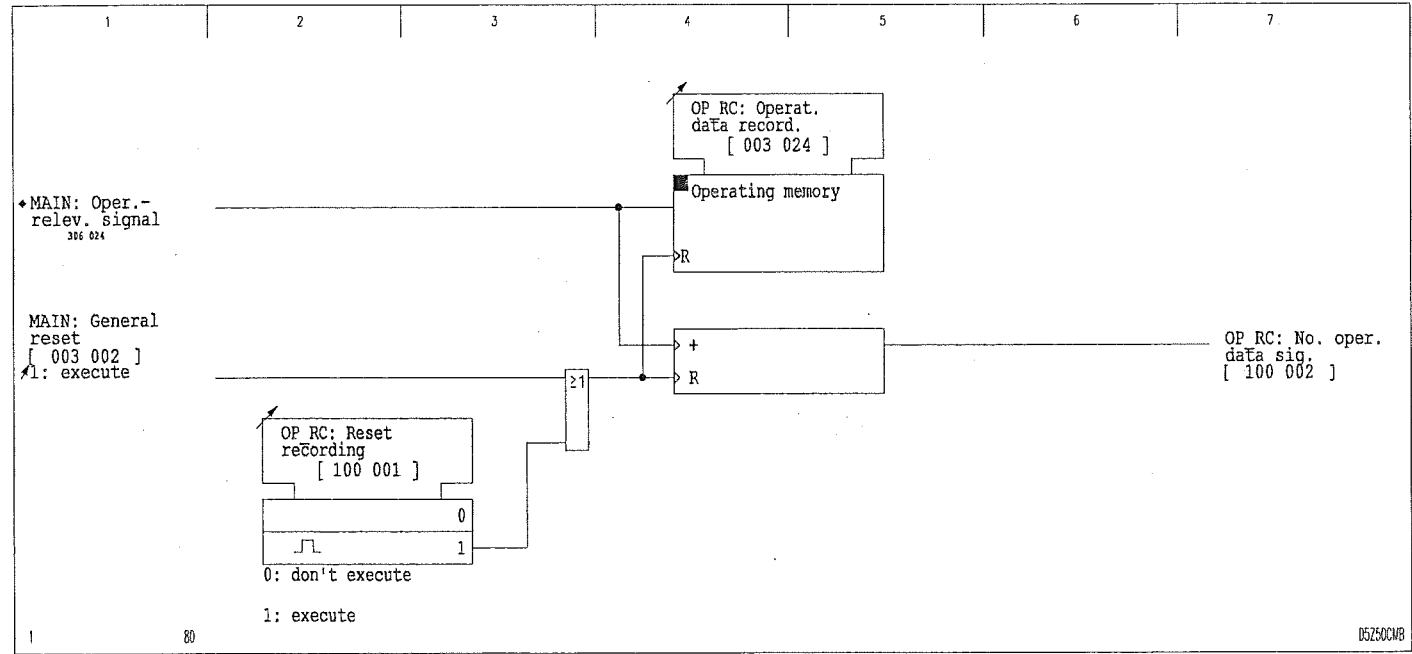 1 2 3 4 5 6 7
OP_RC: Operat.
data record.
[ 003 024 ]
Operating memory
MAIN: Oper.-
relev. signal
306 024
R
MAIN: General
reset
[ 003 002 ]
1: execute
+
R
≥1
OP_RC: No. oper.
data sig.
[ 100 002 ]
OP_RC: Reset
recording
[ 100 001 ]
0
1
0: don't execute
1: execute
1 80 D5Z50CMB